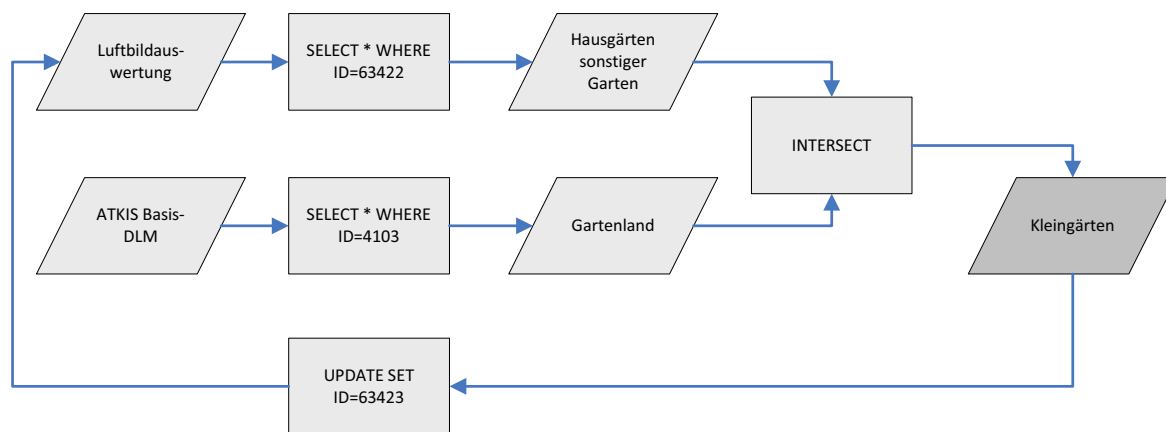 Luftbildaus-
wertung
SELECT * WHERE
ID=63422
Hausgärten
sonstiger
Garten
INTERSECT
ATKIS Basis-
DLM
SELECT * WHERE
ID=4103
Gartenland
Kleingärten
UPDATE SET
ID=63423